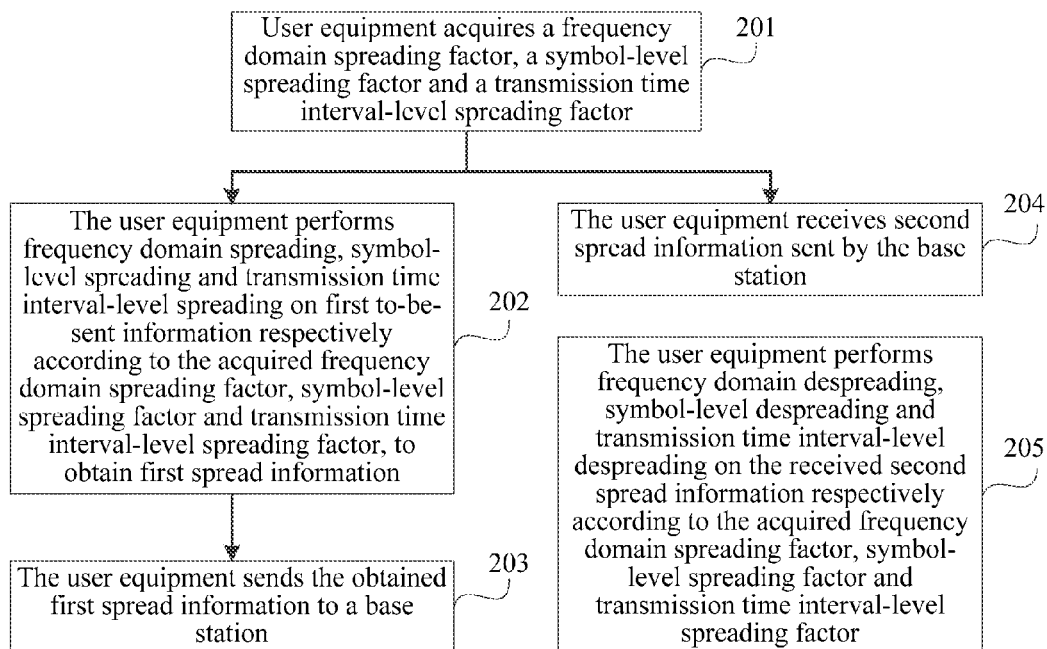 User equipment acquires a frequency
domain spreading factor, a symbol-level
spreading factor and a transmission time
interval-level spreading factor
201
The user equipment performs
frequency domain spreading, symbol-
level spreading and transmission time
interval-level spreading on first to-be-
sent information respectively
according to the acquired frequency
domain spreading factor, symbol-level
spreading factor and transmission time
interval-level spreading factor, to
obtain first spread information
202
The user equipment sends the obtained
first spread information to a base
station
203
The user equipment receives second
spread information sent by the base
station
204
The user equipment performs
frequency domain despreading,
symbol-level despreading and
transmission time interval-level
despreading on the received second
spread information respectively
according to the acquired frequency
domain spreading factor, symbol-
level spreading factor and
transmission time interval-level
spreading factor
205